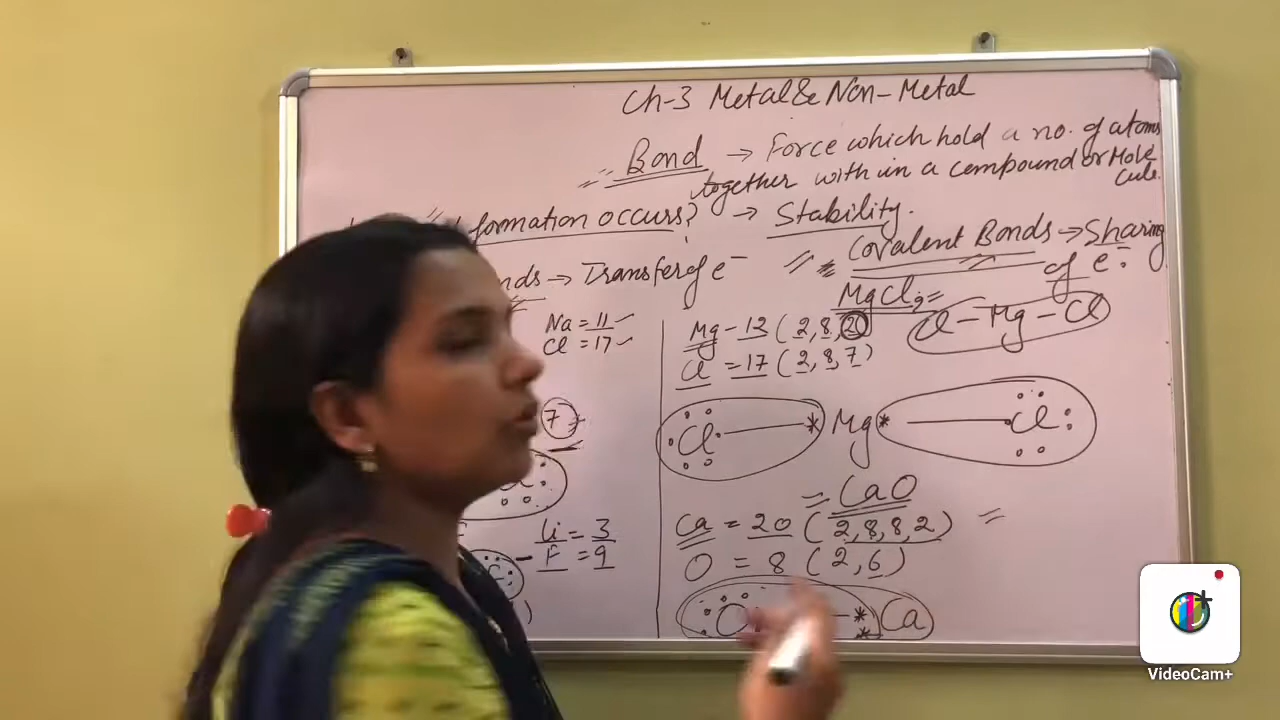 Ch-3 Metal & Non-Metal
Bond → Force which hold a no. of atoms
together with in a compound or Mole
cule.
formation occurs? → Stability.
nds → Transfer of e⁻
Covalent Bonds → Sharing
of e⁻.
Na = 11
Cl = 17
7
Li = 3
F = 9
MgCl₂
Mg - 12 (2, 8, 2)
Cl = 17 (2, 8, 7)
Cl - Mg - Cl
Cl Mg Cl
= CaO
Ca = 20 (2, 8, 8, 2) =
O = 8 (2, 6)
O Ca
VideoCam+